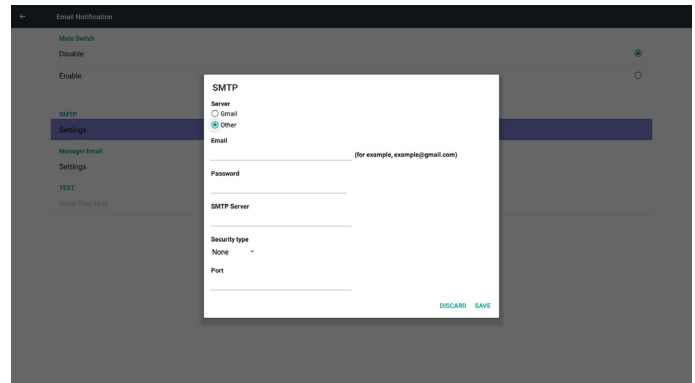 Email Notification
Main Switch
Disable
Enable
SMTP
Settings
Manager Email
Settings
TEST
Send Test Mail
SMTP
Server
Gmail
Other
Email
(for example, example@gmail.com)
Password
SMTP Server
Security type
None
Port
DISCARD SAVE